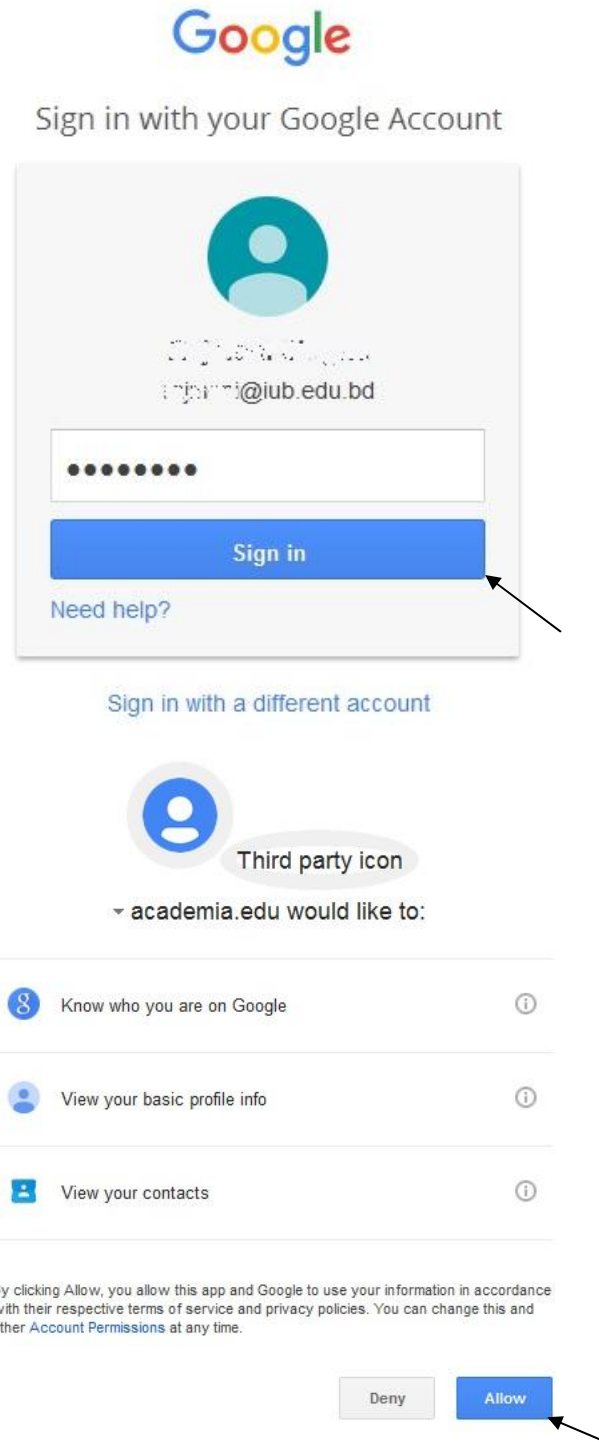 Google
Sign in with your Google Account
@iub.edu.bd
Sign in
Need help?
Sign in with a different account
Third party icon
academia.edu would like to:
Know who you are on Google
View your basic profile info
View your contacts
y clicking Allow, you allow this app and Google to use your information in accordance
with their respective terms of service and privacy policies. You can change this and
ther Account Permissions at any time.
Deny
Allow